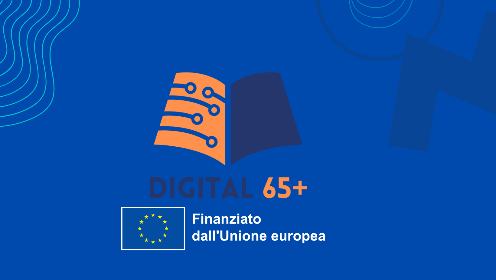 DIGITAL 65+
Finanziato
dall'Unione europea